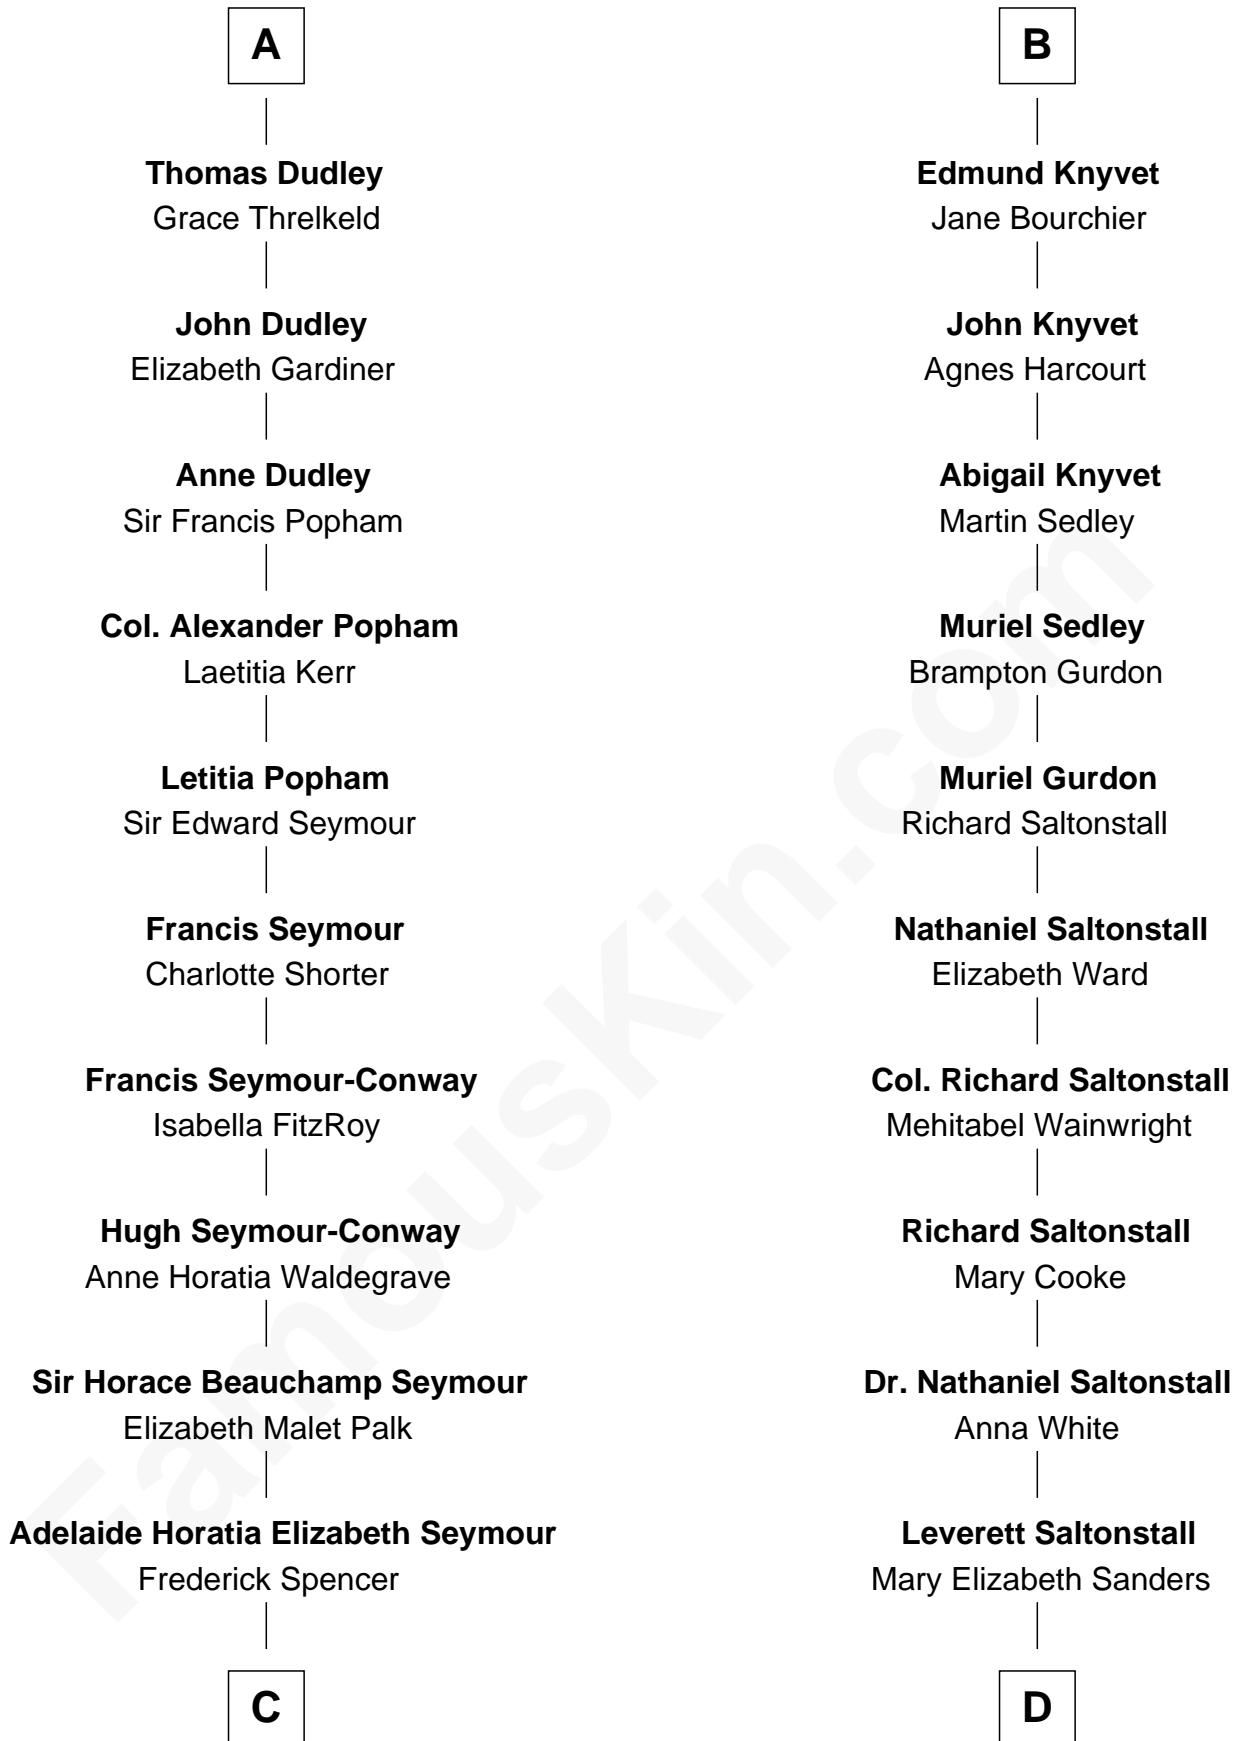 A
Thomas Dudley
Grace Threlkeld
John Dudley
Elizabeth Gardiner
Anne Dudley
Sir Francis Popham
Col. Alexander Popham
Laetitia Kerr
Letitia Popham
Sir Edward Seymour
Francis Seymour
Charlotte Shorter
Francis Seymour-Conway
Isabella FitzRoy
Hugh Seymour-Conway
Anne Horatia Waldegrave
Sir Horace Beauchamp Seymour
Elizabeth Malet Palk
Adelaide Horatia Elizabeth Seymour
Frederick Spencer
C
B
Edmund Knyvet
Jane Bourchier
John Knyvet
Agnes Harcourt
Abigail Knyvet
Martin Sedley
Muriel Sedley
Brampton Gurdon
Muriel Gurdon
Richard Saltonstall
Nathaniel Saltonstall
Elizabeth Ward
Col. Richard Saltonstall
Mehitabel Wainwright
Richard Saltonstall
Mary Cooke
Dr. Nathaniel Saltonstall
Anna White
Leverett Saltonstall
Mary Elizabeth Sanders
D
FamousKin.com